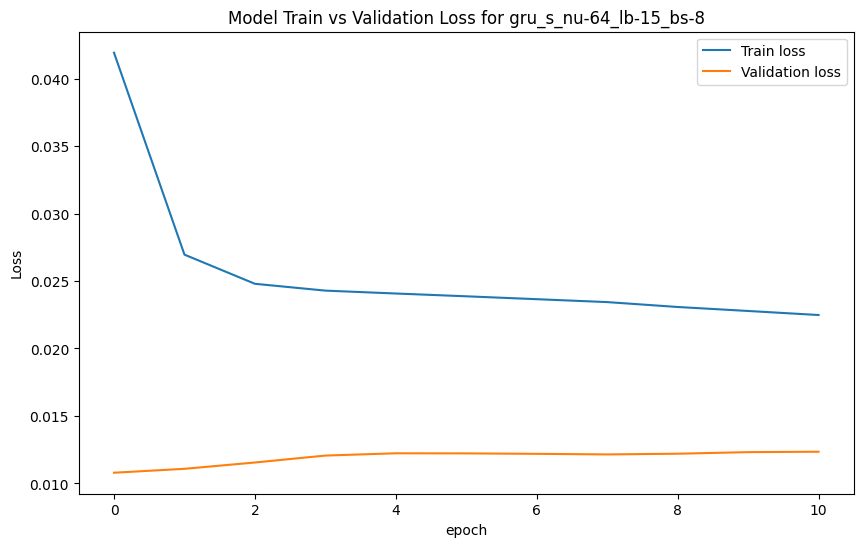 Model Train vs Validation Loss for gru_s_nu-64_lb-15_bs-8
Train loss
Validation loss
0.040
0.035
0.030
0.025
0.020
0.015
0.010
Loss
0 2 4 6 8 10
epoch